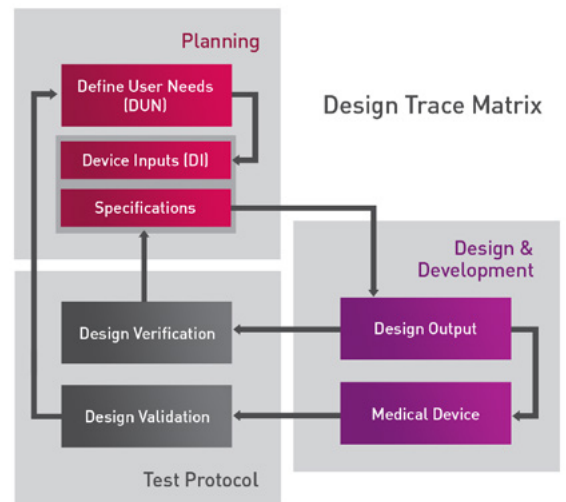 Planning
Define User Needs
(DUN)
Design Trace Matrix
Device Inputs (DI)
Specifications
Design &
Development
Design Verification
Design Output
Design Validation
Medical Device
Test Protocol